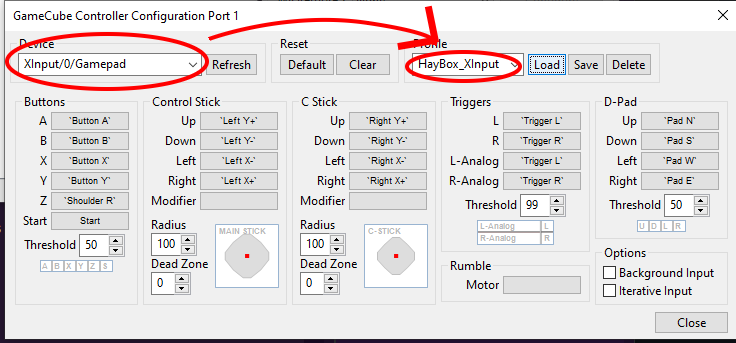 GameCube Controller Configuration Port 1
Device
XInput/0/Gamepad
Refresh
Reset
Default
Clear
Profile
HayBox_XInput
Load
Save
Delete
Buttons
A `Button A`
B `Button B`
X `Button X`
Y `Button Y`
Z `Shoulder R`
Start Start
Threshold 50
A B X Y Z S
Control Stick
Up `Left Y+`
Down `Left Y-`
Left `Left X-`
Right `Left X+`
Modifier
Radius
100
Dead Zone
0
MAIN STICK
C Stick
Up `Right Y+`
Down `Right Y-`
Left `Right X-`
Right `Right X+`
Modifier
Radius
100
Dead Zone
0
C-STICK
Triggers
L `Trigger L`
R `Trigger R`
L-Analog `Trigger L`
R-Analog `Trigger R`
Threshold 99
L-Analog L
R-Analog R
Rumble
Motor
D-Pad
Up `Pad N`
Down `Pad S`
Left `Pad W`
Right `Pad E`
Threshold 50
U D L R
Options
Background Input
Iterative Input
Close